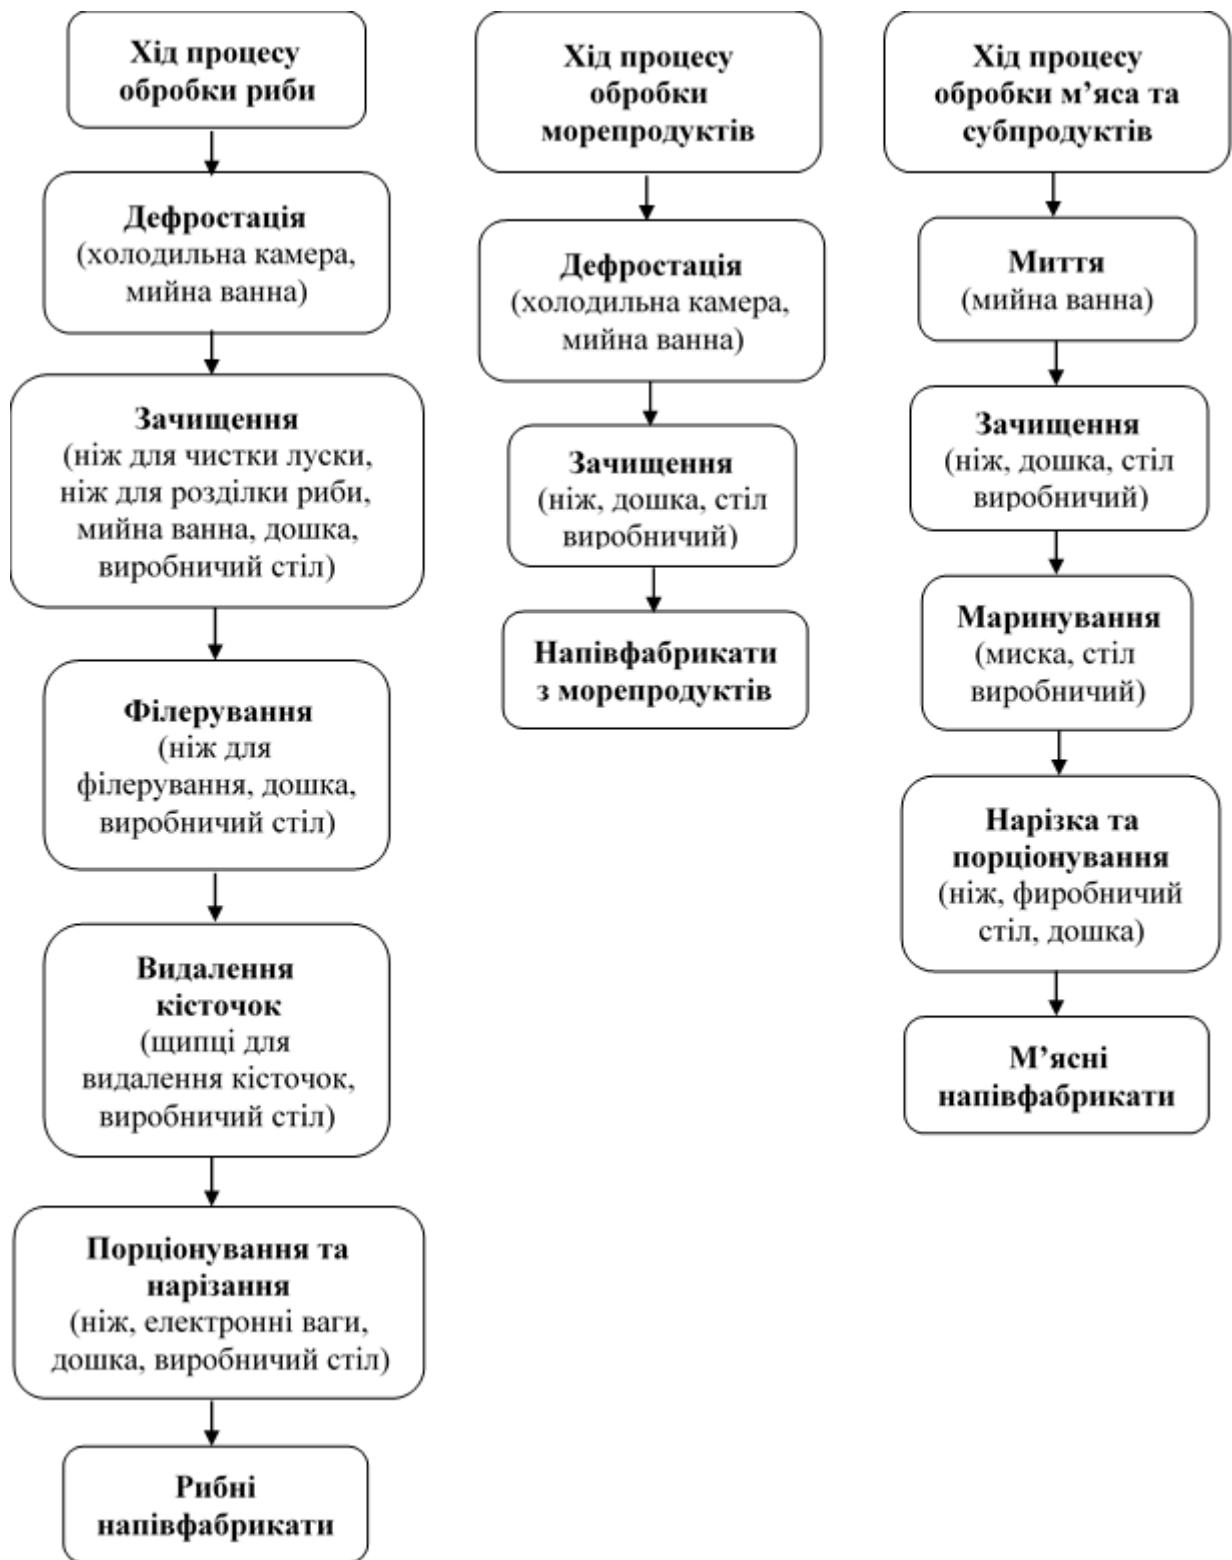 Хід процесу
обробки риби
Дефростація
(холодильна камера,
мийна ванна)
Зачищення
(ніж для чистки луски,
ніж для розділки риби,
мийна ванна, дошка,
виробничий стіл)
Філерування
(ніж для
філерування, дошка,
виробничий стіл)
Видалення
кісточок
(щипці для
видалення кісточок,
виробничий стіл)
Порціонування та
нарізання
(ніж, електронні ваги,
дошка, виробничий стіл)
Рибні
напівфабрикати
Хід процесу
обробки
морепродуктів
Дефростація
(холодильна камера,
мийна ванна)
Зачищення
(ніж, дошка, стіл
виробничий)
Напівфабрикати
з морепродуктів
Хід процесу
обробки м’яса та
субпродуктів
Миття
(мийна ванна)
Зачищення
(ніж, дошка, стіл
виробничий)
Маринування
(миска, стіл
виробничий)
Нарізка та
порціонування
(ніж, фиробничий
стіл, дошка)
М’ясні
напівфабрикати